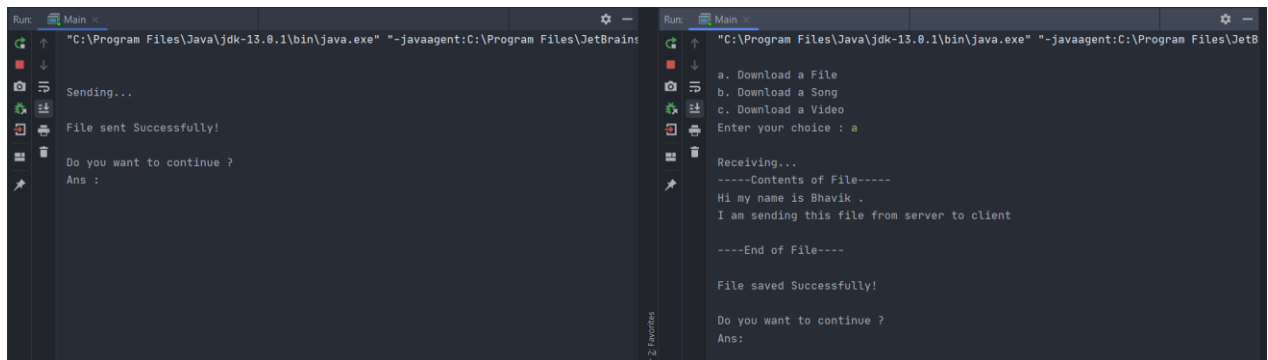 Run: Main
"C:\Program Files\Java\jdk-13.0.1\bin\java.exe" "-javaagent:C:\Program Files\JetBrains
Sending...
File sent Successfully!
Do you want to continue ?
Ans :
Run: Main
"C:\Program Files\Java\jdk-13.0.1\bin\java.exe" "-javaagent:C:\Program Files\JetB
a. Download a File
b. Download a Song
c. Download a Video
Enter your choice : a
Receiving...
-----Contents of File-----
Hi my name is Bhavik .
I am sending this file from server to client
----End of File----
File saved Successfully!
Do you want to continue ?
Ans:
2: Favorites